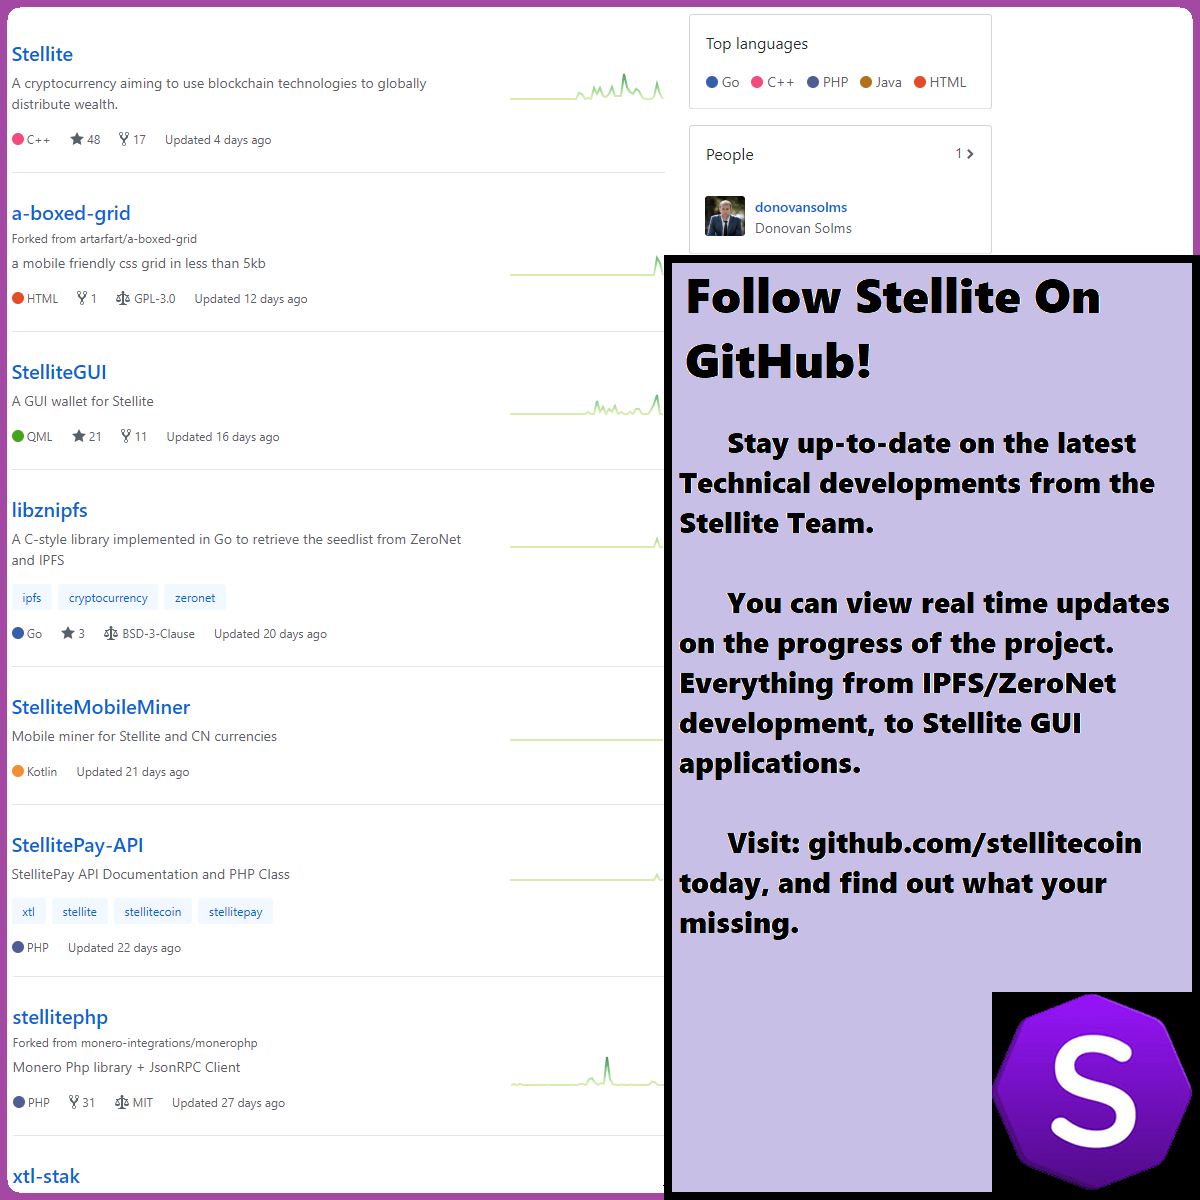 Stellite
A cryptocurrency aiming to use blockchain technologies to globally
distribute wealth.
C++ 48 17 Updated 4 days ago
a-boxed-grid
Forked from artarfart/a-boxed-grid
a mobile friendly css grid in less than 5kb
HTML 1 GPL-3.0 Updated 12 days ago
StelliteGUI
A GUI wallet for Stellite
QML 21 11 Updated 16 days ago
libznipfs
A C-style library implemented in Go to retrieve the seedlist from ZeroNet
and IPFS
ipfs cryptocurrency zeronet
Go 3 BSD-3-Clause Updated 20 days ago
StelliteMobileMiner
Mobile miner for Stellite and CN currencies
Kotlin Updated 21 days ago
StellitePay-API
StellitePay API Documentation and PHP Class
xtl stellite stellitecoin stellitepay
PHP Updated 22 days ago
stellitephp
Forked from monero-integrations/monerophp
Monero Php library + JsonRPC Client
PHP 31 MIT Updated 27 days ago
xtl-stak
Top languages
Go C++ PHP Java HTML
People 1
donovansolms
Donovan Solms
Follow Stellite On
GitHub!
Stay up-to-date on the latest
Technical developments from the
Stellite Team.
You can view real time updates
on the progress of the project.
Everything from IPFS/ZeroNet
development, to Stellite GUI
applications.
Visit: github.com/stellitecoin
today, and find out what your
missing.
S